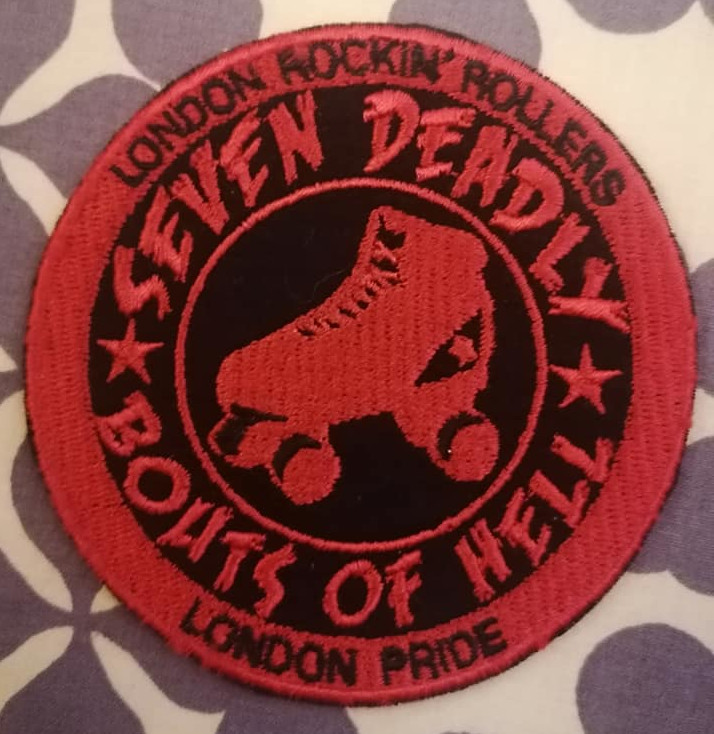 LONDON ROCKIN' ROLLERS
SEVEN DEADLY
BOUTS OF HELL
LONDON PRIDE